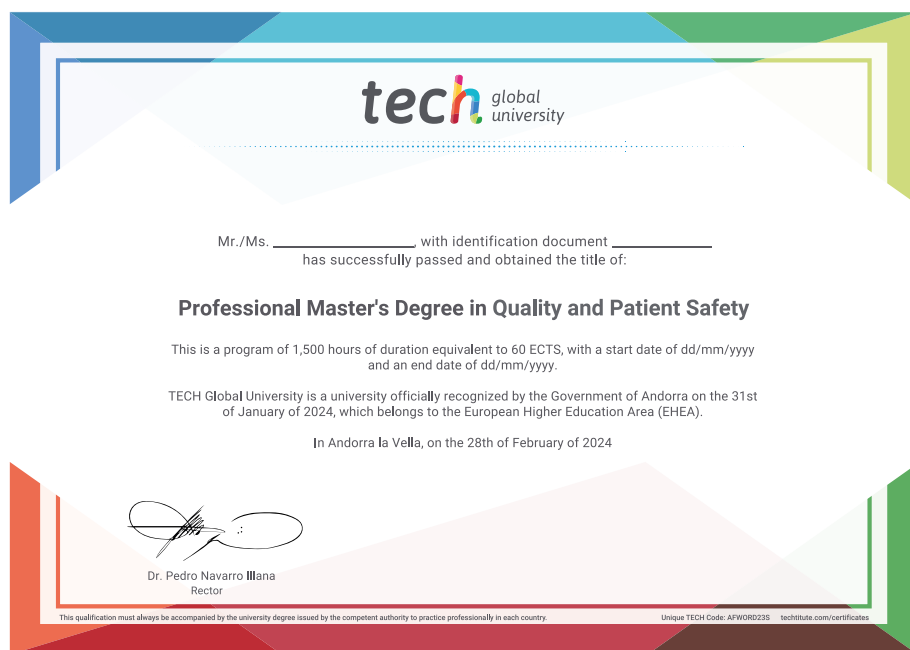 tech global
university
Mr./Ms. ____________________, with identification document ______________
has successfully passed and obtained the title of:
Professional Master's Degree in Quality and Patient Safety
This is a program of 1,500 hours of duration equivalent to 60 ECTS, with a start date of dd/mm/yyyy
and an end date of dd/mm/yyyy.
TECH Global University is a university officially recognized by the Government of Andorra on the 31st
of January of 2024, which belongs to the European Higher Education Area (EHEA).
In Andorra la Vella, on the 28th of February of 2024
Dr. Pedro Navarro Illana
Rector
This qualification must always be accompanied by the university degree issued by the competent authority to practice professionally in each country. Unique TECH Code: AFWORD23S techtitute.com/certificates